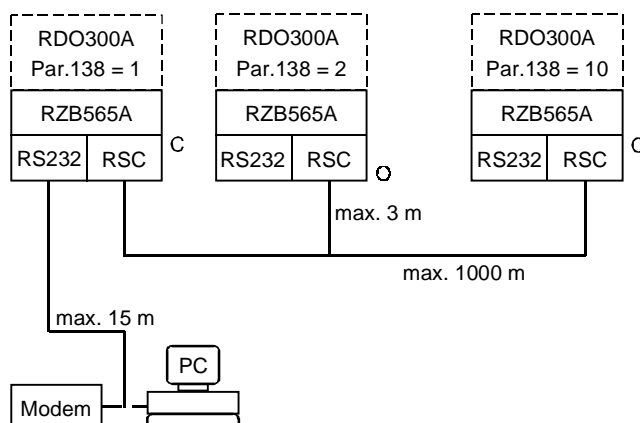 RDO300A
Par.138 = 1
RZB565A
RS232 RSC C
RDO300A
Par.138 = 2
RZB565A
RS232 RSC O
RDO300A
Par.138 = 10
RZB565A
RS232 RSC C
max. 3 m
max. 1000 m
max. 15 m
PC
Modem